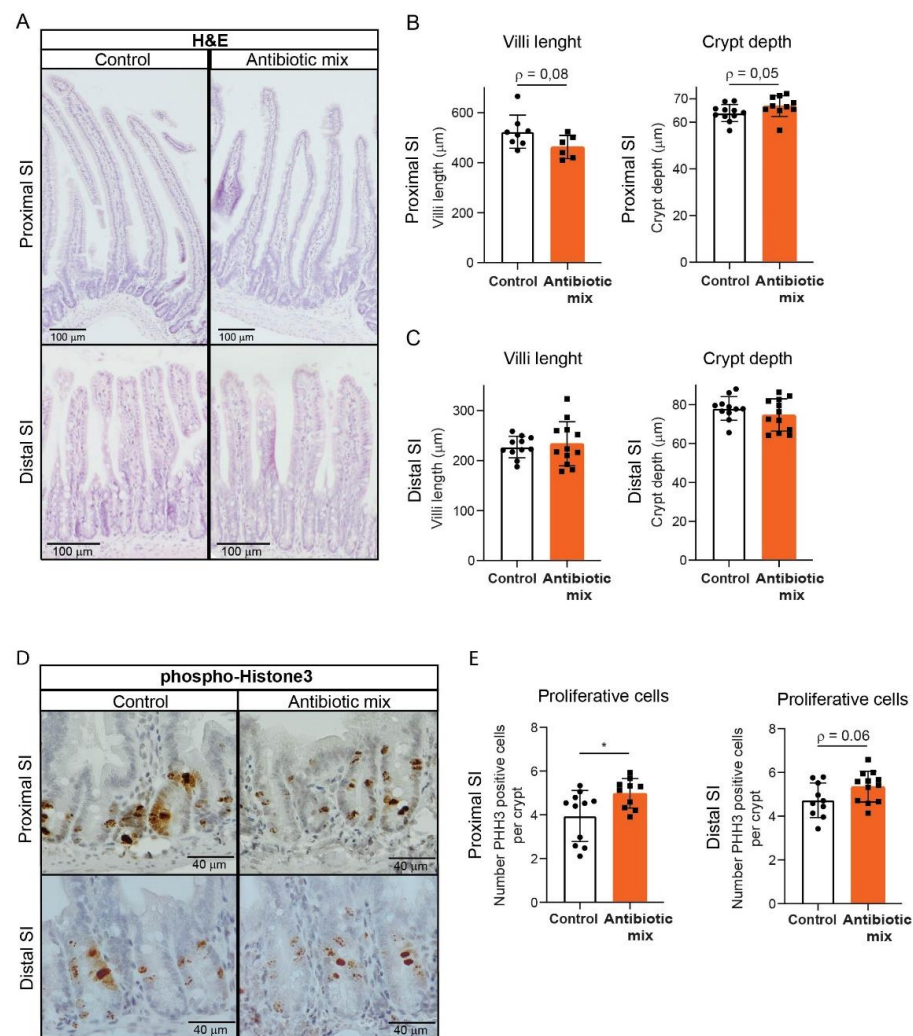 A
H&E
Control
Antibiotic mix
Proximal SI
100 μm
100 μm
Distal SI
100 μm
100 μm
B
Villi lenght
ρ = 0,08
Proximal SI
Villi length (μm)
600
400
200
0
Control
Antibiotic mix
Crypt depth
ρ = 0,05
Proximal SI
Crypt depth (μm)
70
60
40
20
0
Control
Antibiotic mix
C
Villi lenght
Distal SI
Villi length (μm)
300
200
100
0
Control
Antibiotic mix
Crypt depth
Distal SI
Crypt depth (μm)
80
60
40
20
0
Control
Antibiotic mix
D
phospho-Histone3
Control
Antibiotic mix
Proximal SI
40 μm
40 μm
Distal SI
40 μm
40 μm
E
Proliferative cells
*
Proximal SI
Number PHH3 positive cells
per crypt
8
6
4
2
0
Control
Antibiotic mix
Proliferative cells
ρ = 0.06
Distal SI
Number PHH3 positive cells
per crypt
8
6
4
2
0
Control
Antibiotic mix